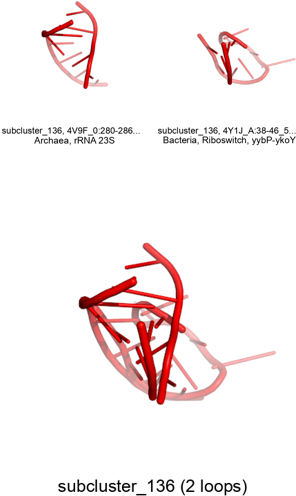 subcluster_136, 4V9F_0:280-286...
Archaea, rRNA 23S
subcluster_136, 4Y1J_A:38-46_5...
Bacteria, Riboswitch, yybP-ykoY
subcluster_136 (2 loops)